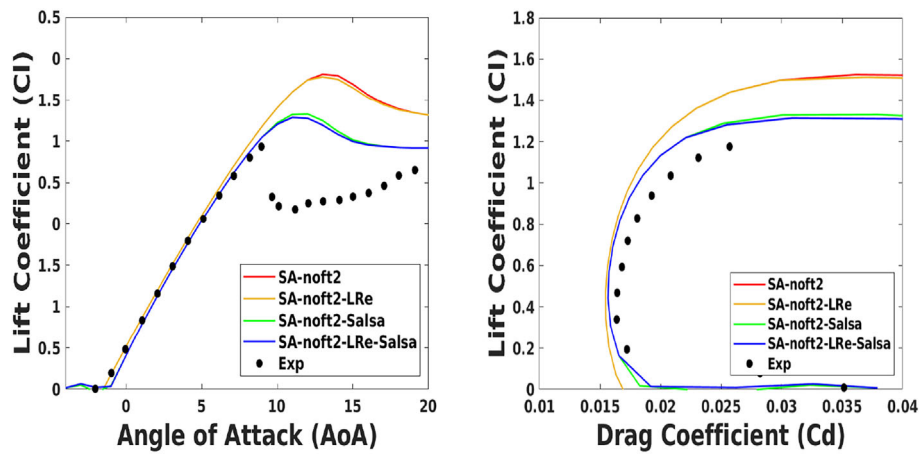 0.5
0
1.5
1
0.5
0
1
1
0.5
0
0
5
10
15
20
Lift Coefficient (Cl)
Angle of Attack (AoA)
SA-noft2
SA-noft2-LRe
SA-noft2-Salsa
SA-noft2-LRe-Salsa
Exp
1.8
1.6
1.4
1.2
1
0.8
0.6
0.4
0.2
0
0.01
0.015
0.02
0.025
0.03
0.035
0.04
Lift Coefficient (Cl)
Drag Coefficient (Cd)
SA-noft2
SA-noft2-LRe
SA-noft2-Salsa
SA-noft2-LRe-Salsa
Exp